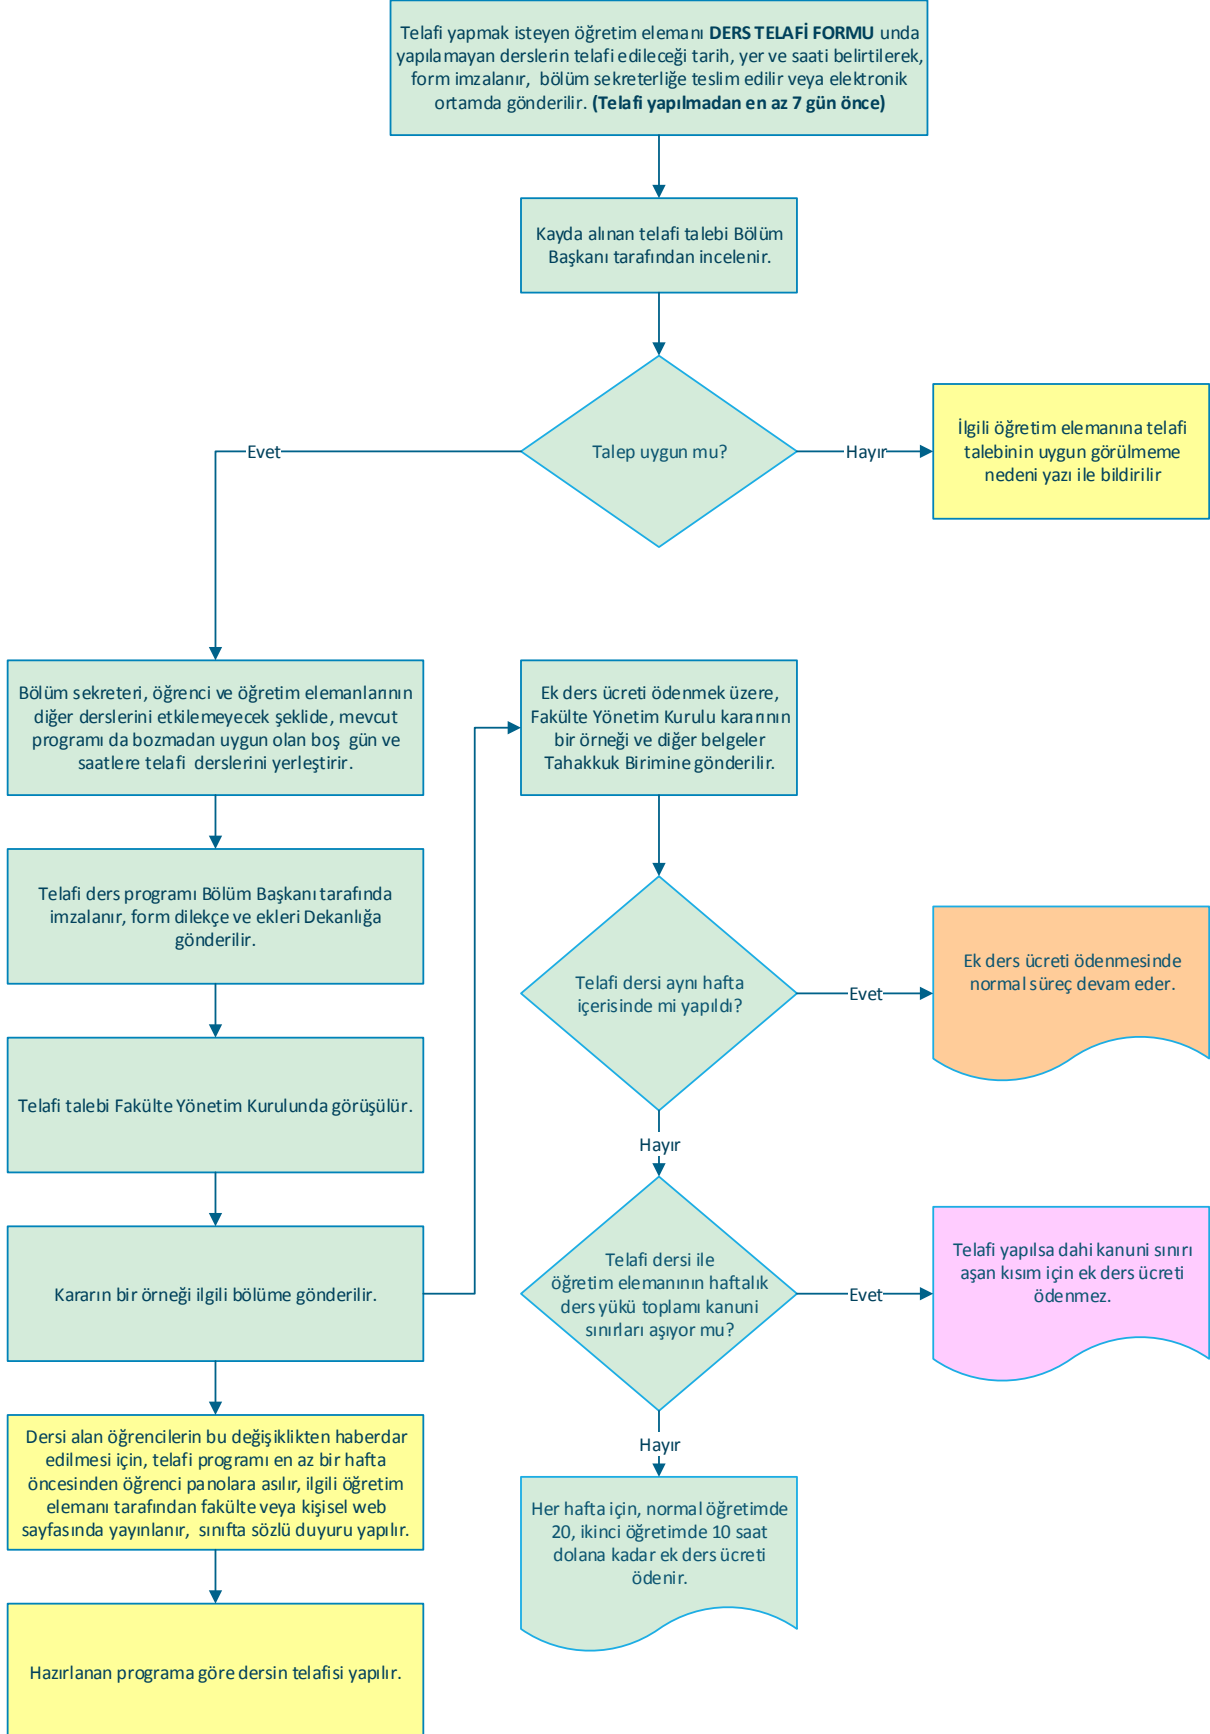 Telafi yapmak isteyen öğretim elemanı DERS TELAFİ FORMU unda
yapılamayan derslerin telafi edileceği tarih, yer ve saati belirtilerek,
form imzalanır, bölüm sekreterliğe teslim edilir veya elektronik
ortamda gönderilir. (Telafi yapılmadan en az 7 gün önce)
Kayda alınan telafi talebi Bölüm
Başkanı tarafından incelenir.
Talep uygun mu?
Evet
Hayır
İlgili öğretim elemanına telafi
talebinin uygun görülmeme
nedeni yazı ile bildirilir
Bölüm sekreteri, öğrenci ve öğretim elemanlarının
diğer derslerini etkilemeyecek şeklide, mevcut
programı da bozmadan uygun olan boş gün ve
saatlere telafi derslerini yerleştirir.
Telafi ders programı Bölüm Başkanı tarafında
imzalanır, form dilekçe ve ekleri Dekanlığa
gönderilir.
Telafi talebi Fakülte Yönetim Kurulunda görüşülür.
Kararın bir örneği ilgili bölüme gönderilir.
Dersi alan öğrencilerin bu değişiklikten haberdar
edilmesi için, telafi programı en az bir hafta
öncesinden öğrenci panolara asılır, ilgili öğretim
elemanı tarafından fakülte veya kişisel web
sayfasında yayınlanır, sınıfta sözlü duyuru yapılır.
Hazırlanan programa göre dersin telafisi yapılır.
Ek ders ücreti ödenmek üzere,
Fakülte Yönetim Kurulu kararının
bir örneği ve diğer belgeler
Tahakkuk Birimine gönderilir.
Telafi dersi aynı hafta
içerisinde mi yapıldı?
Evet
Ek ders ücreti ödenmesinde
normal süreç devam eder.
Hayır
Telafi dersi ile
öğretim elemanının haftalık
ders yükü toplamı kanuni
sınırları aşıyor mu?
Evet
Telafi yapılsa dahi kanuni sınırı
aşan kısım için ek ders ücreti
ödenmez.
Hayır
Her hafta için, normal öğretimde
20, ikinci öğretimde 10 saat
dolana kadar ek ders ücreti
ödenir.